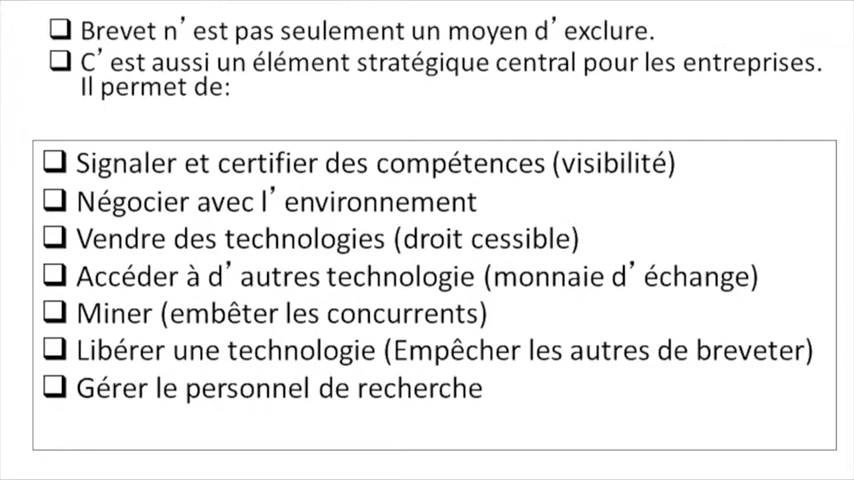 ❑ Brevet n’est pas seulement un moyen d’exclure.
❑ C’est aussi un élément stratégique central pour les entreprises.
Il permet de:
❑ Signaler et certifier des compétences (visibilité)
❑ Négocier avec l’environnement
❑ Vendre des technologies (droit cessible)
❑ Accéder à d’autres technologie (monnaie d’échange)
❑ Miner (embêter les concurrents)
❑ Libérer une technologie (Empêcher les autres de breveter)
❑ Gérer le personnel de recherche